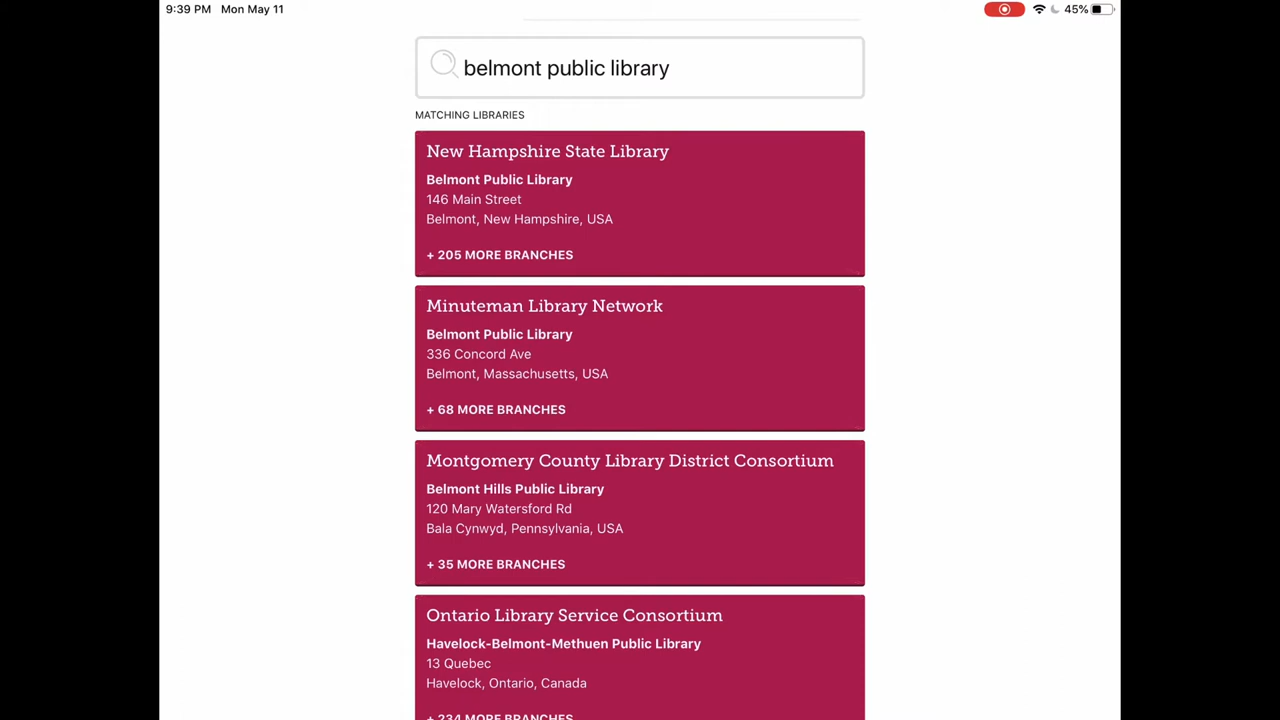 9:39 PM Mon May 11
45%
belmont public library
MATCHING LIBRARIES
New Hampshire State Library
Belmont Public Library
146 Main Street
Belmont, New Hampshire, USA
+ 205 MORE BRANCHES
Minuteman Library Network
Belmont Public Library
336 Concord Ave
Belmont, Massachusetts, USA
+ 68 MORE BRANCHES
Montgomery County Library District Consortium
Belmont Hills Public Library
120 Mary Watersford Rd
Bala Cynwyd, Pennsylvania, USA
+ 35 MORE BRANCHES
Ontario Library Service Consortium
Havelock-Belmont-Methuen Public Library
13 Quebec
Havelock, Ontario, Canada
+ 234 MORE BRANCHES